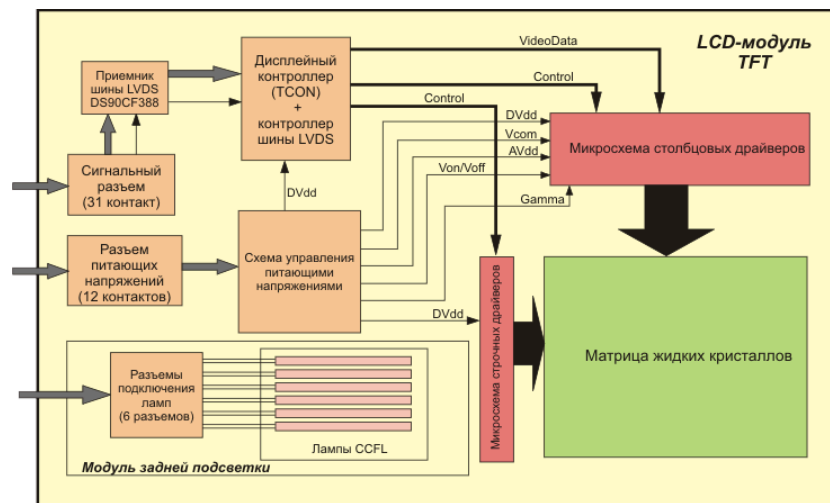 VideoData
LCD-модуль
TFT
Приемник
шины LVDS
DS90CF388
Дисплейный
контроллер
(TCON)
+
контроллер
шины LVDS
Control
Control
DVdd
Vcom
AVdd
Von/Voff
Gamma
Микросхема столбцовых драйверов
Сигнальный
разъем
(31 контакт)
DVdd
Разъем
питающих
напряжений
(12 контактов)
Схема управления
питающими
напряжениями
DVdd
Микросхема строчных драйверов
Матрица жидких кристаллов
Разъемы
подключения
ламп
(6 разъемов)
Лампы CCFL
Модуль задней подсветки